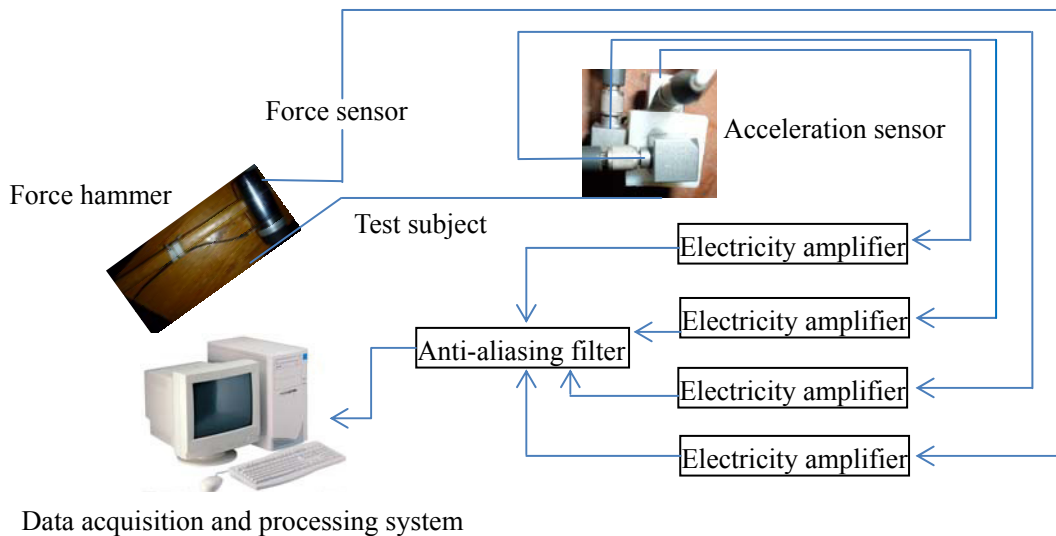 Force sensor
Acceleration sensor
Force hammer
Test subject
Electricity amplifier
Electricity amplifier
Anti-aliasing filter
Electricity amplifier
Electricity amplifier
Data acquisition and processing system